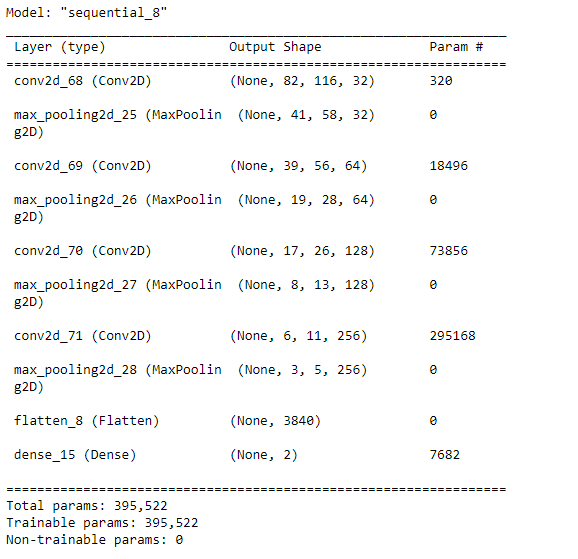 Model: "sequential_8"
_________________________________________________________________
Layer (type) Output Shape Param #
=================================================================
conv2d_68 (Conv2D) (None, 82, 116, 32) 320
max_pooling2d_25 (MaxPoolin (None, 41, 58, 32) 0
g2D)
conv2d_69 (Conv2D) (None, 39, 56, 64) 18496
max_pooling2d_26 (MaxPoolin (None, 19, 28, 64) 0
g2D)
conv2d_70 (Conv2D) (None, 17, 26, 128) 73856
max_pooling2d_27 (MaxPoolin (None, 8, 13, 128) 0
g2D)
conv2d_71 (Conv2D) (None, 6, 11, 256) 295168
max_pooling2d_28 (MaxPoolin (None, 3, 5, 256) 0
g2D)
flatten_8 (Flatten) (None, 3840) 0
dense_15 (Dense) (None, 2) 7682
=================================================================
Total params: 395,522
Trainable params: 395,522
Non-trainable params: 0